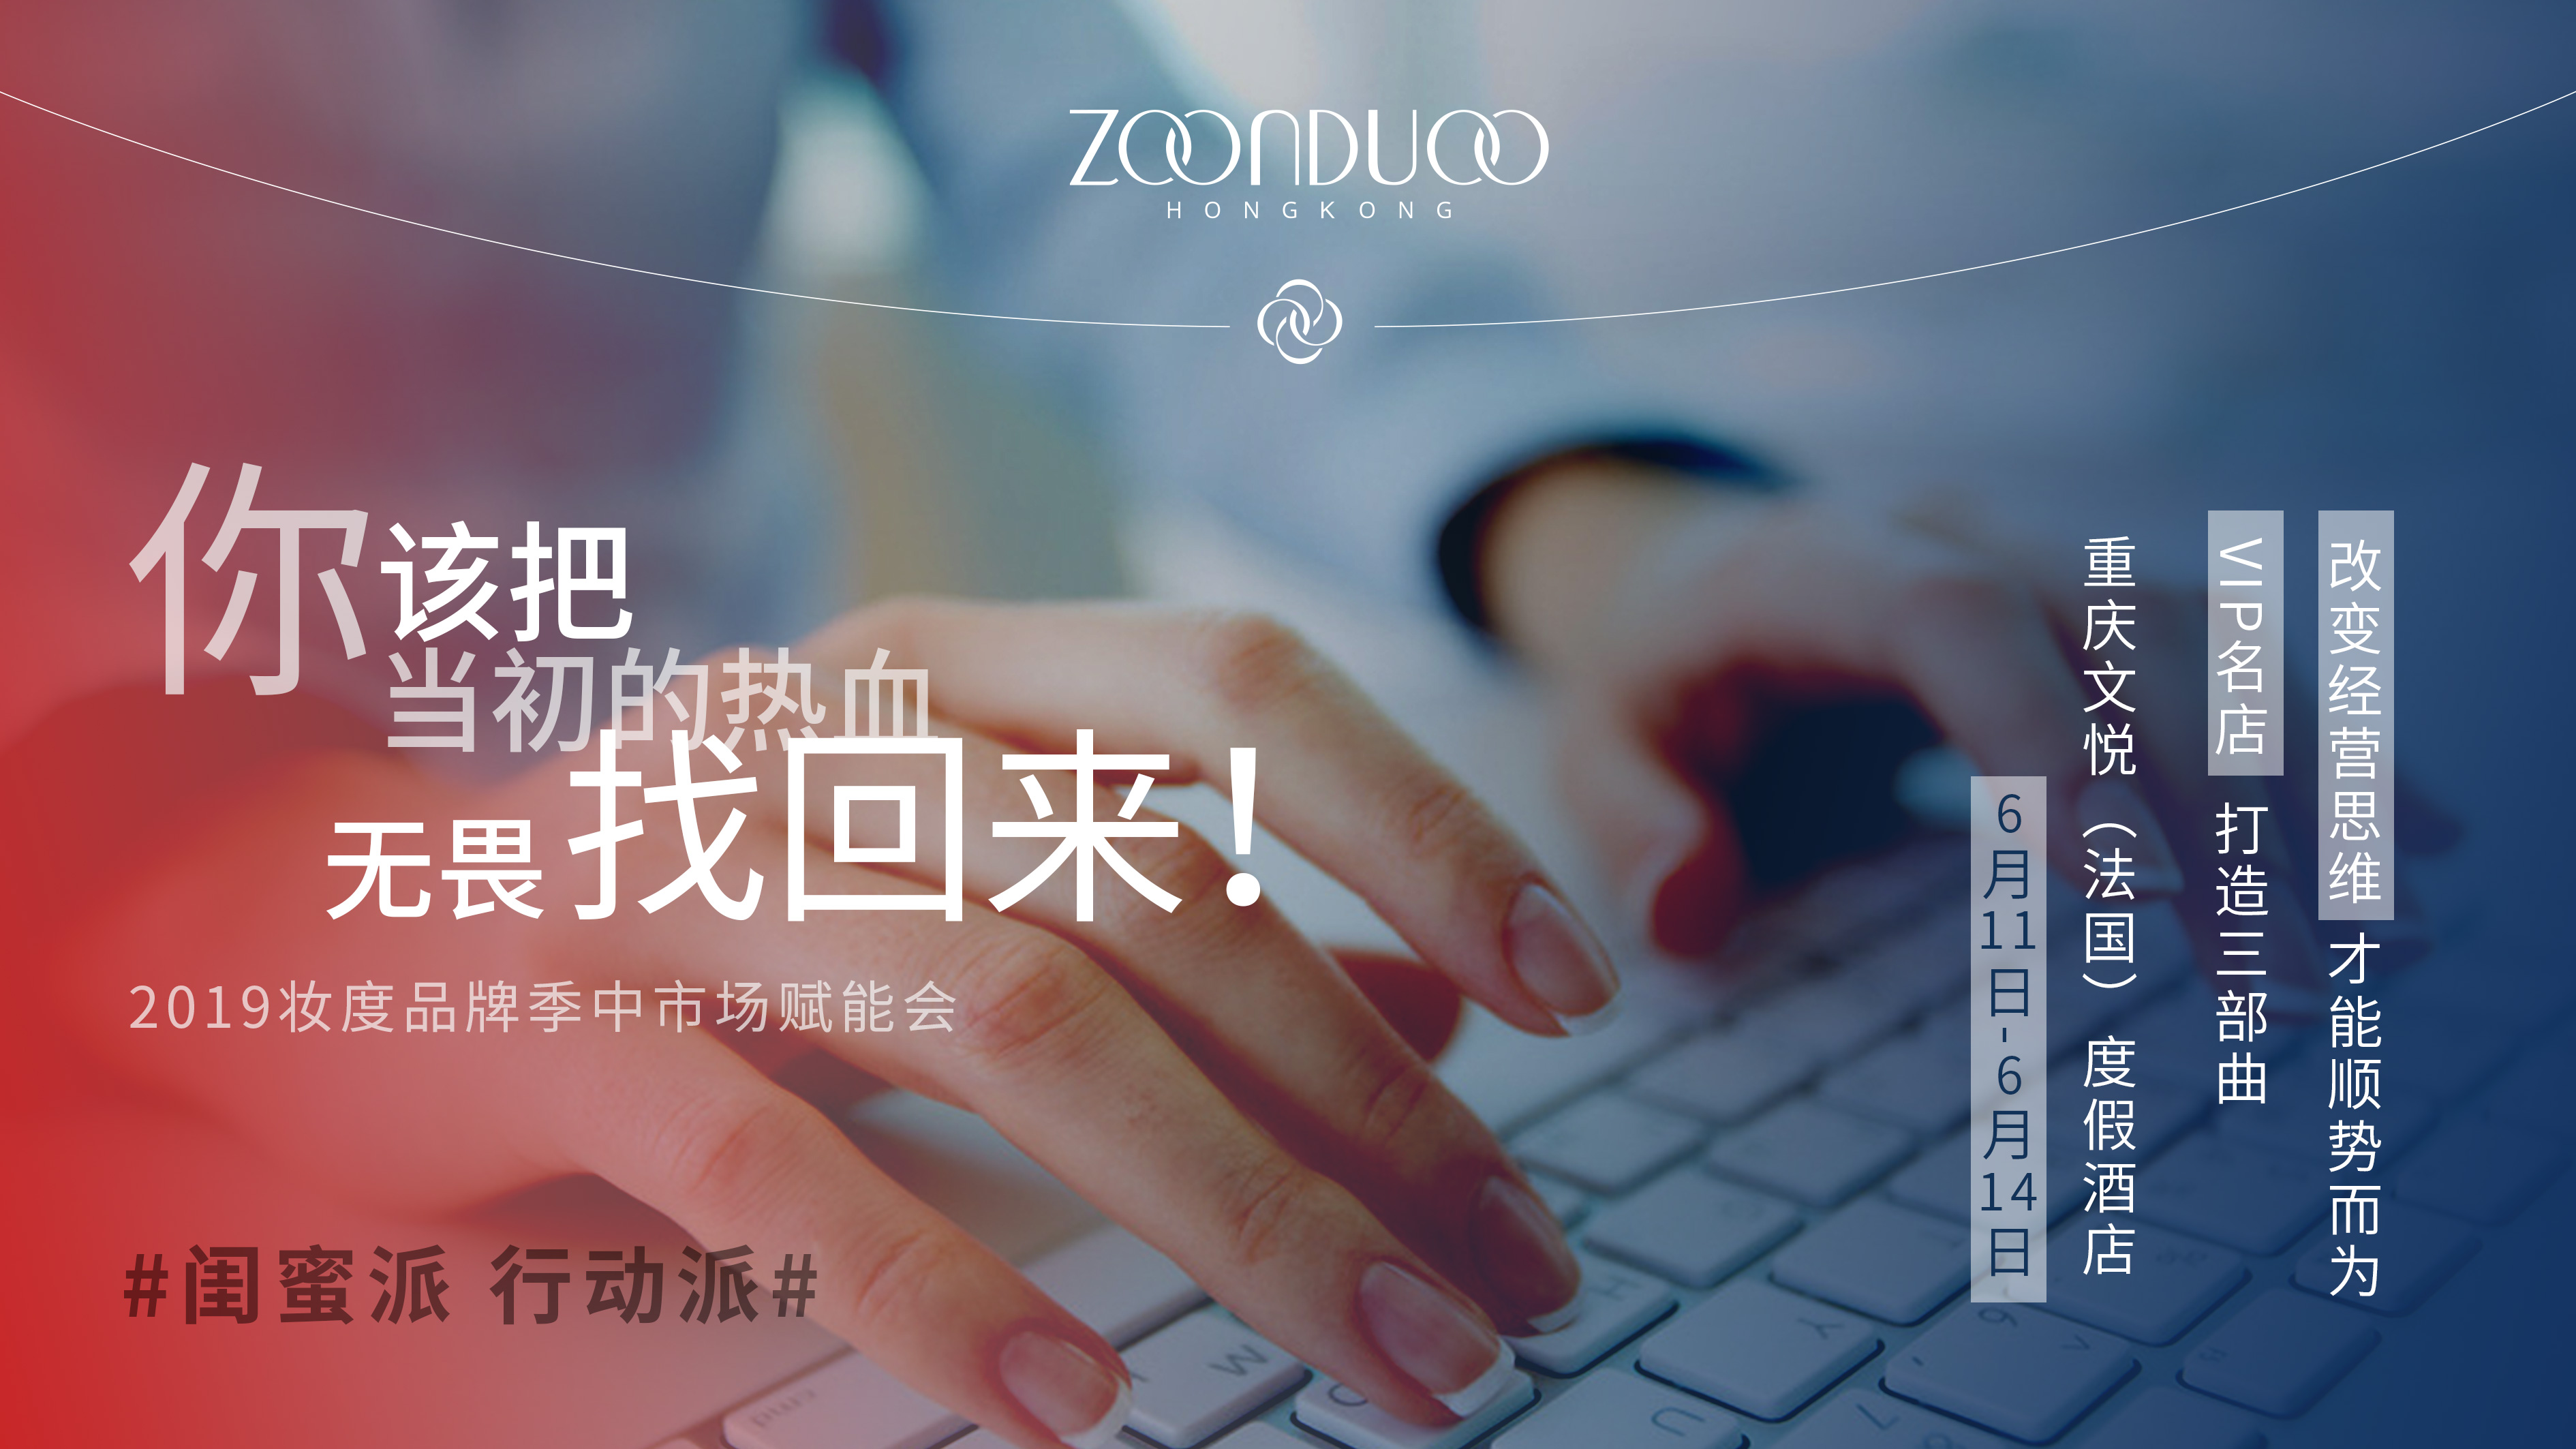 ZOONDUOO
HONGKONG
你该把
当初的热血
无畏找回来！
2019妆度品牌季中市场赋能会
#闺蜜派 行动派#
改变经营思维 才能顺势而为
VIP名店 打造三部曲
重庆文悦（法国）度假酒店
6月11日-6月14日